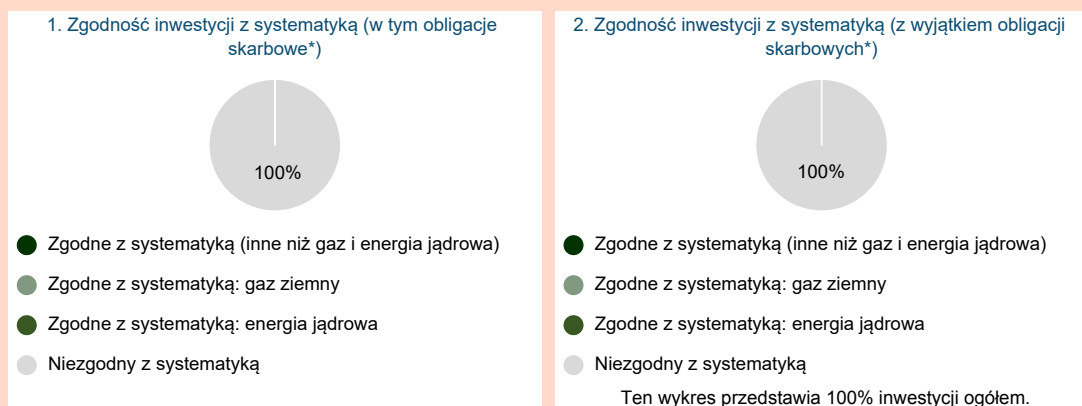 1. Zgodność inwestycji z systematyką (w tym obligacje
skarbowe*)
100%
Zgodne z systematyką (inne niż gaz i energia jądrowa)
Zgodne z systematyką: gaz ziemny
Zgodne z systematyką: energia jądrowa
Niezgodny z systematyką
2. Zgodność inwestycji z systematyką (z wyjątkiem obligacji
skarbowych*)
100%
Zgodne z systematyką (inne niż gaz i energia jądrowa)
Zgodne z systematyką: gaz ziemny
Zgodne z systematyką: energia jądrowa
Niezgodny z systematyką
Ten wykres przedstawia 100% inwestycji ogółem.